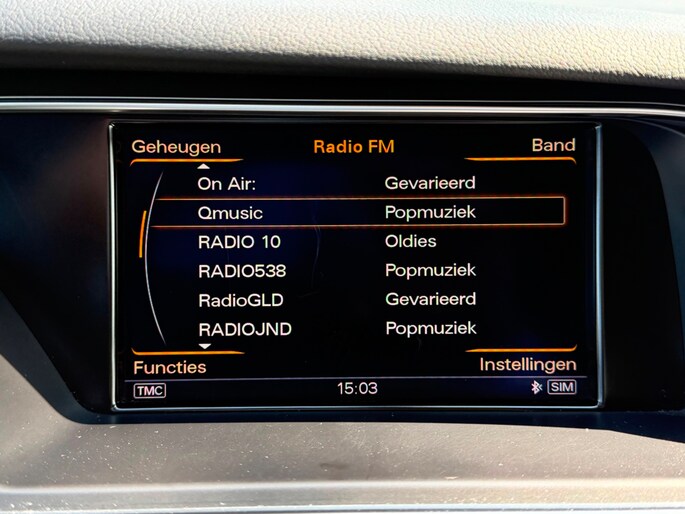 Geheugen Radio FM Band
On Air: Gevarieerd
Qmusic Popmuziek
RADIO 10 Oldies
RADIO538 Popmuziek
RadioGLD Gevarieerd
RADIOJND Popmuziek
Functies Instellingen
TMC 15:03 SIM